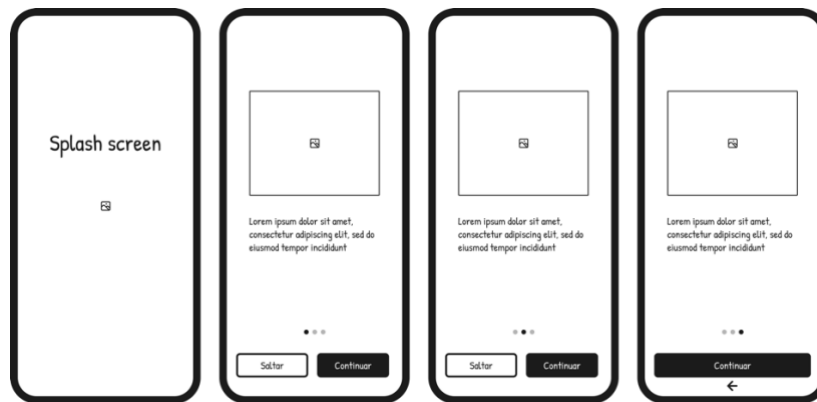 Splash screen
Lorem ipsum dolor sit amet,
consectetur adipiscing elit, sed do
eiusmod tempor incididunt
Saltar
Continuar
Lorem ipsum dolor sit amet,
consectetur adipiscing elit, sed do
eiusmod tempor incididunt
Saltar
Continuar
Lorem ipsum dolor sit amet,
consectetur adipiscing elit, sed do
eiusmod tempor incididunt
Continuar